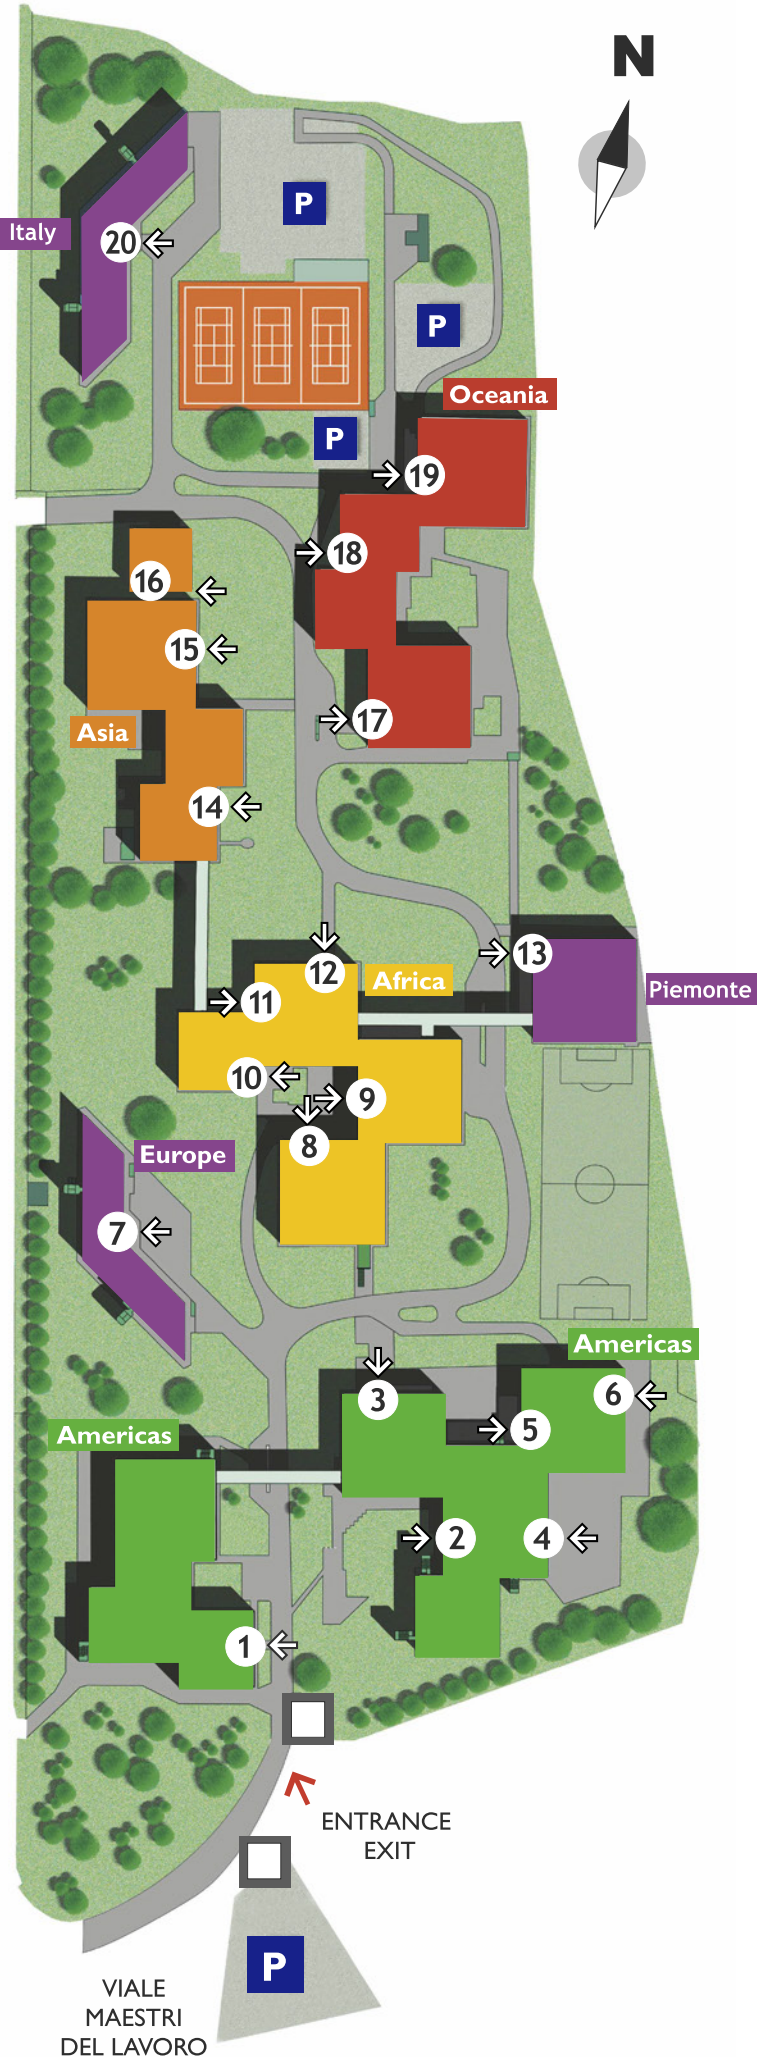 N
P
Italy
20
P
Oceania
P
19
18
16
15
17
Asia
14
13
12
Africa
Piemonte
11
10
9
8
Europe
7
Americas
6
3
5
Americas
2
4
1
ENTRANCE
EXIT
P
VIALE
MAESTRI
DEL LAVORO